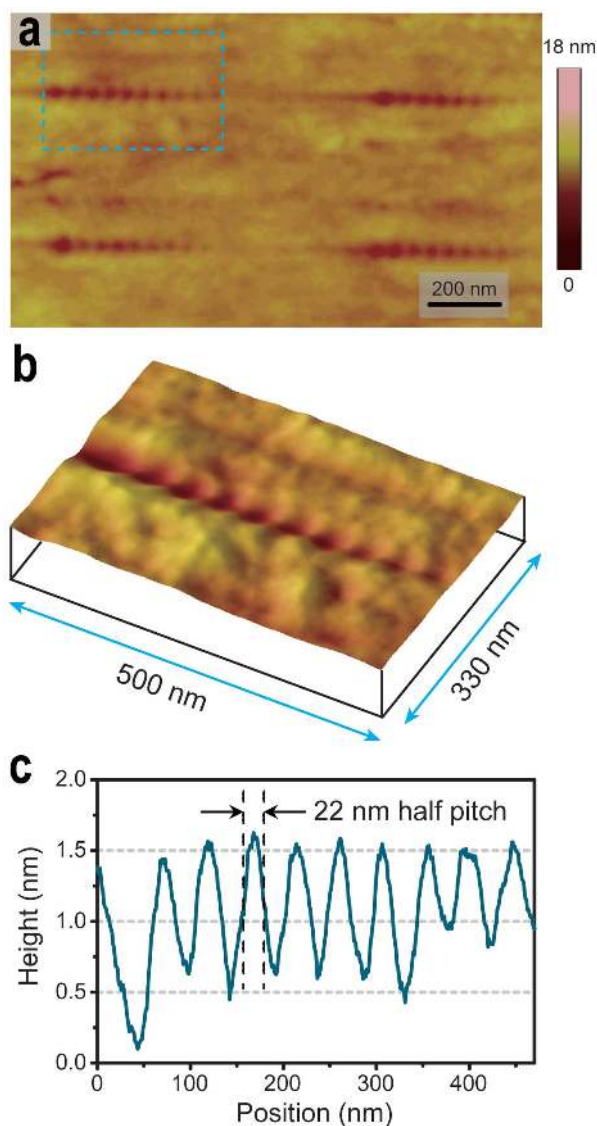 a
18 nm
0
200 nm
b
500 nm
330 nm
c
2.0
1.5
1.0
0.5
0.0
Height (nm)
22 nm half pitch
0
100
200
300
400
Position (nm)